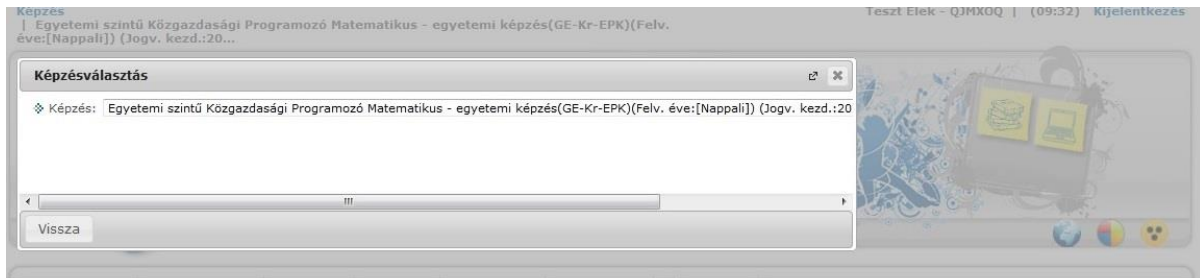 Képzés
| Egyetemi szintű Közgazdasági Programozó Matematikus - egyetemi képzés(GE-Kr-EPK)(Felv.
éve:[Nappali]) (Jogv. kezd.:20...
Teszt Elek - QJMXOQ | (09:32) Kijelentkezés
Képzésválasztás
Képzés: Egyetemi szintű Közgazdasági Programozó Matematikus - egyetemi képzés(GE-Kr-EPK)(Felv. éve:[Nappali]) (Jogv. kezd.:20
Vissza